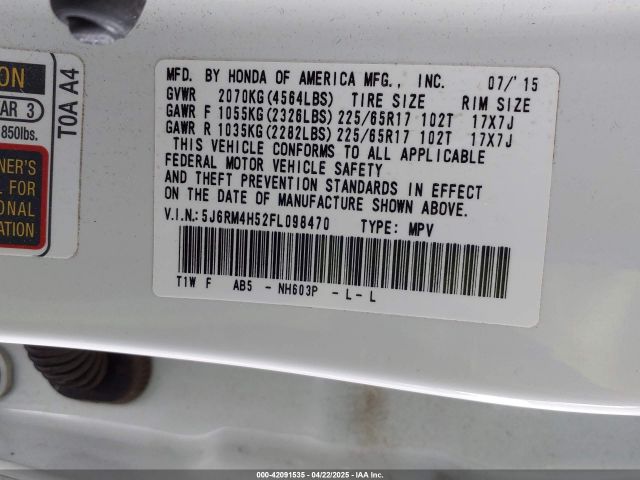 ON
AR 3
850lbs.
T0A A4
NER'S
L FOR
ONAL
ON
MFD. BY HONDA OF AMERICA MFG., INC. 07/'15
GVWR 2070KG(4564LBS) TIRE SIZE RIM SIZE
GAWR F 1055KG(2326LBS) 225/65R17 102T 17X7J
GAWR R 1035KG(2282LBS) 225/65R17 102T 17X7J
THIS VEHICLE CONFORMS TO ALL APPLICABLE
FEDERAL MOTOR VEHICLE SAFETY
AND THEFT PREVENTION STANDARDS IN EFFECT
ON THE DATE OF MANUFACTURE SHOWN ABOVE.
V.I.N.:5J6RM4H52FL098470 TYPE: MPV
T1W F AB5 - NH603P - L - L
000-42091535 - 04/22/2025 - IAA Inc.